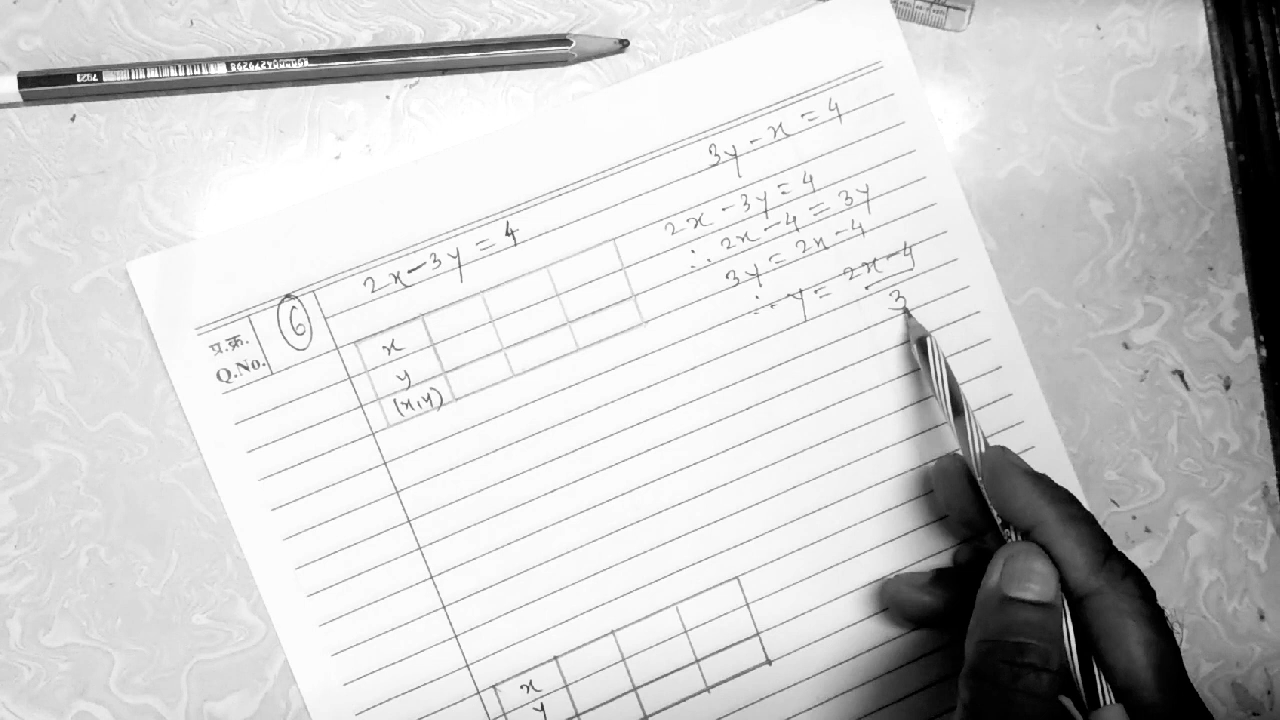 3y - x = 4
2x - 3y = 4
प्र.क्र.
Q.No.
6
x
y
(x,y)
2x - 3y = 4
∴ 2x - 4 = 3y
3y = 2x - 4
∴ y = 2x - 4 / 3
x
y